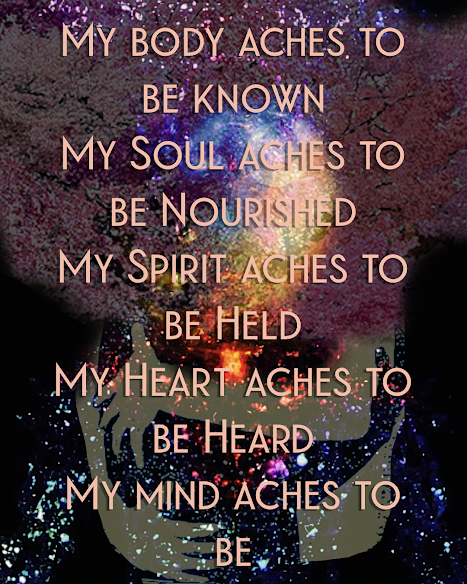 My body aches to
be known
My Soul aches to
be Nourished
My Spirit aches to
be Held
My Heart aches to
be Heard
My mind aches to
be